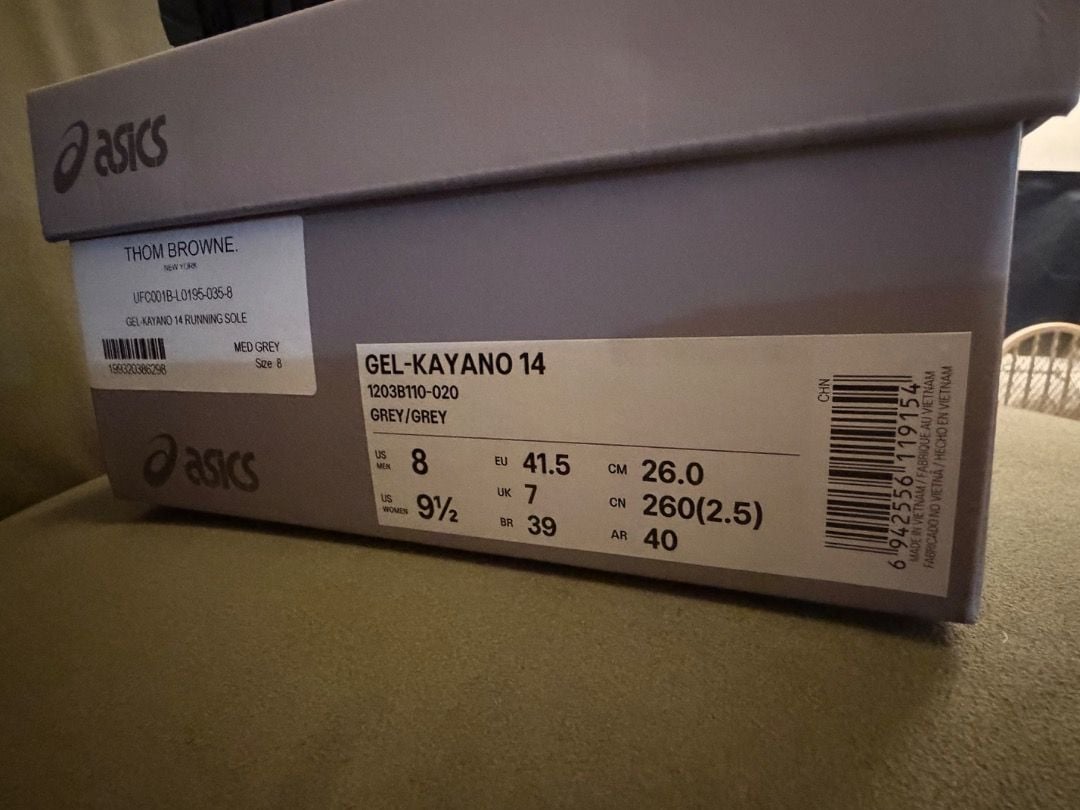 asics
THOM BROWNE.
NEW YORK
UFC001B-L0195-035-8
GEL-KAYANO 14 RUNNING SOLE
MED GREY
199320386298
Size 8
asics
GEL-KAYANO 14
1203B110-020
GREY/GREY
US MEN 8 EU 41.5 CM 26.0
US WOMEN 9½ UK 7 CN 260(2.5)
BR 39 AR 40
CHN
6 942556 119154
MADE IN VIETNAM / FABRIQUÉ AU VIETNAM
FABRICADO NO VIETNÃ / HECHO EN VIETNAM